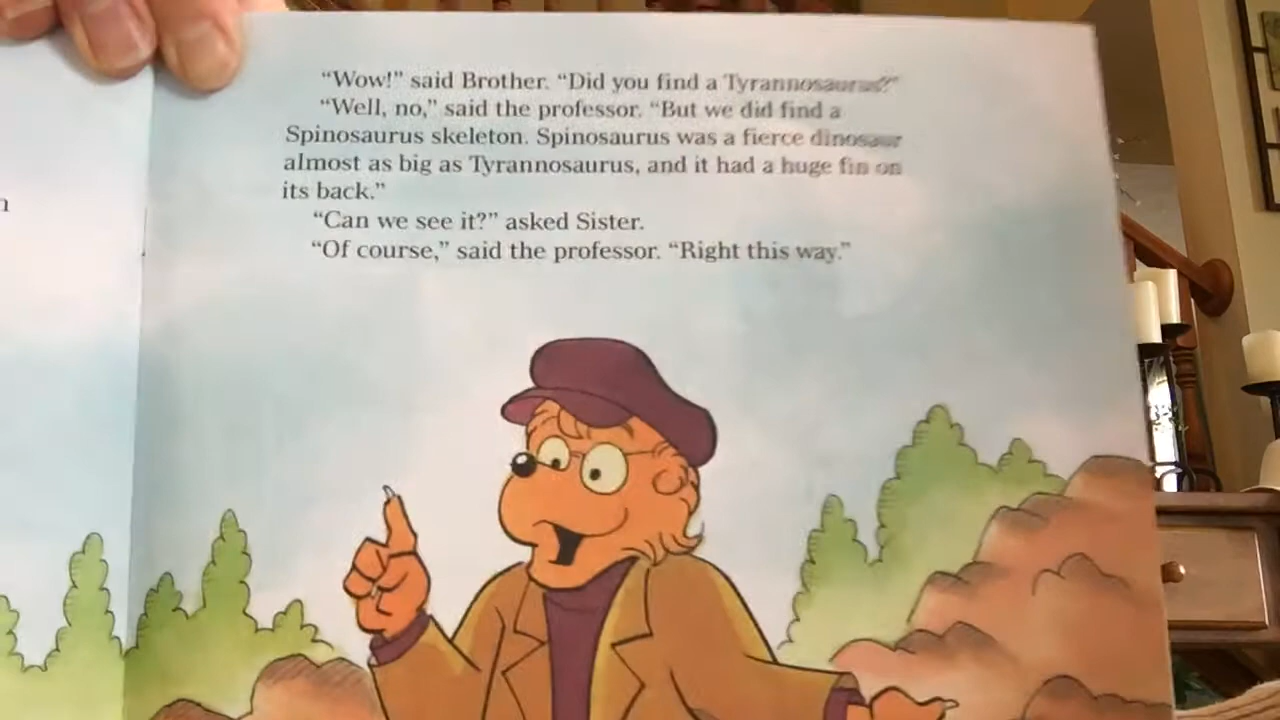 “Wow!” said Brother. “Did you find a Tyrannosaurus?”
“Well, no,” said the professor. “But we did find a
Spinosaurus skeleton. Spinosaurus was a fierce dinosaur
almost as big as Tyrannosaurus, and it had a huge fin on
its back.”
“Can we see it?” asked Sister.
“Of course,” said the professor. “Right this way.”